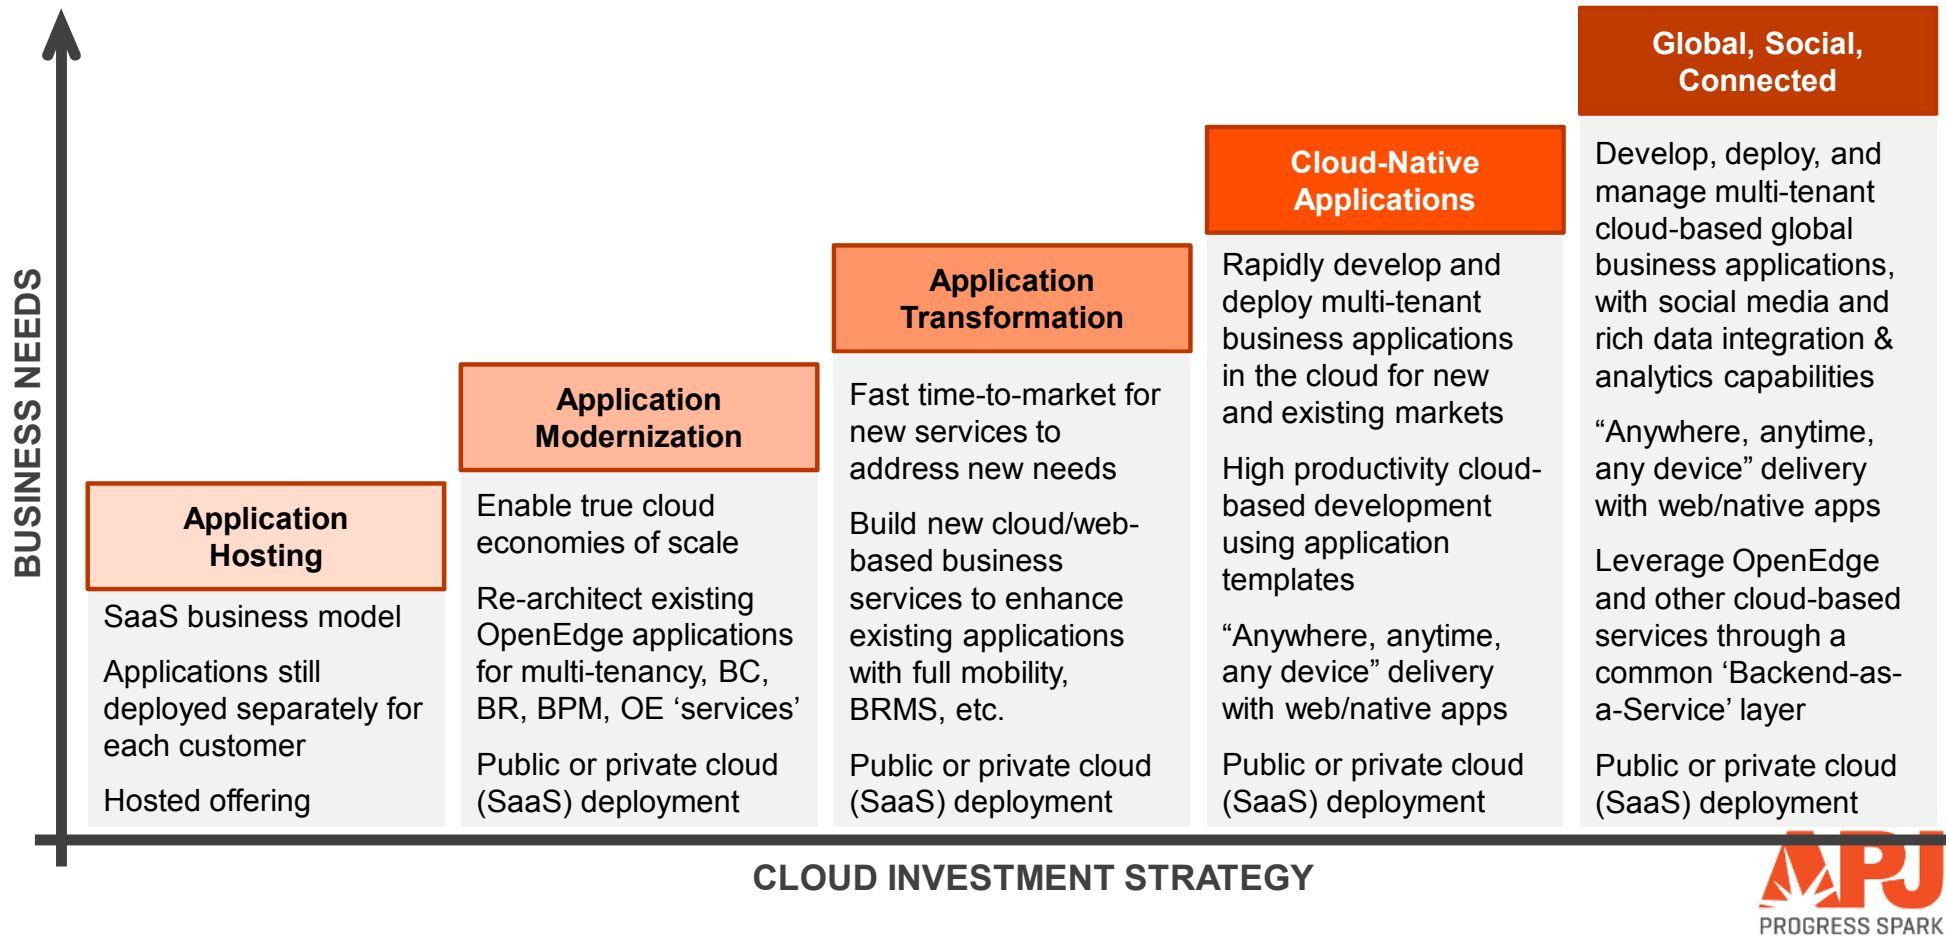 BUSINESS NEEDS
Application
Hosting
SaaS business model
Applications still
deployed separately for
each customer
Hosted offering
Application
Modernization
Enable true cloud
economies of scale
Re-architect existing
OpenEdge applications
for multi-tenancy, BC,
BR, BPM, OE ‘services’
Public or private cloud
(SaaS) deployment
Application
Transformation
Fast time-to-market for
new services to
address new needs
Build new cloud/web-
based business
services to enhance
existing applications
with full mobility,
BRMS, etc.
Public or private cloud
(SaaS) deployment
Cloud-Native
Applications
Rapidly develop and
deploy multi-tenant
business applications
in the cloud for new
and existing markets
High productivity cloud-
based development
using application
templates
“Anywhere, anytime,
any device” delivery
with web/native apps
Public or private cloud
(SaaS) deployment
Global, Social,
Connected
Develop, deploy, and
manage multi-tenant
cloud-based global
business applications,
with social media and
rich data integration &
analytics capabilities
“Anywhere, anytime,
any device” delivery
with web/native apps
Leverage OpenEdge
and other cloud-based
services through a
common ‘Backend-as-
a-Service’ layer
Public or private cloud
(SaaS) deployment
CLOUD INVESTMENT STRATEGY
APJ
PROGRESS SPARK